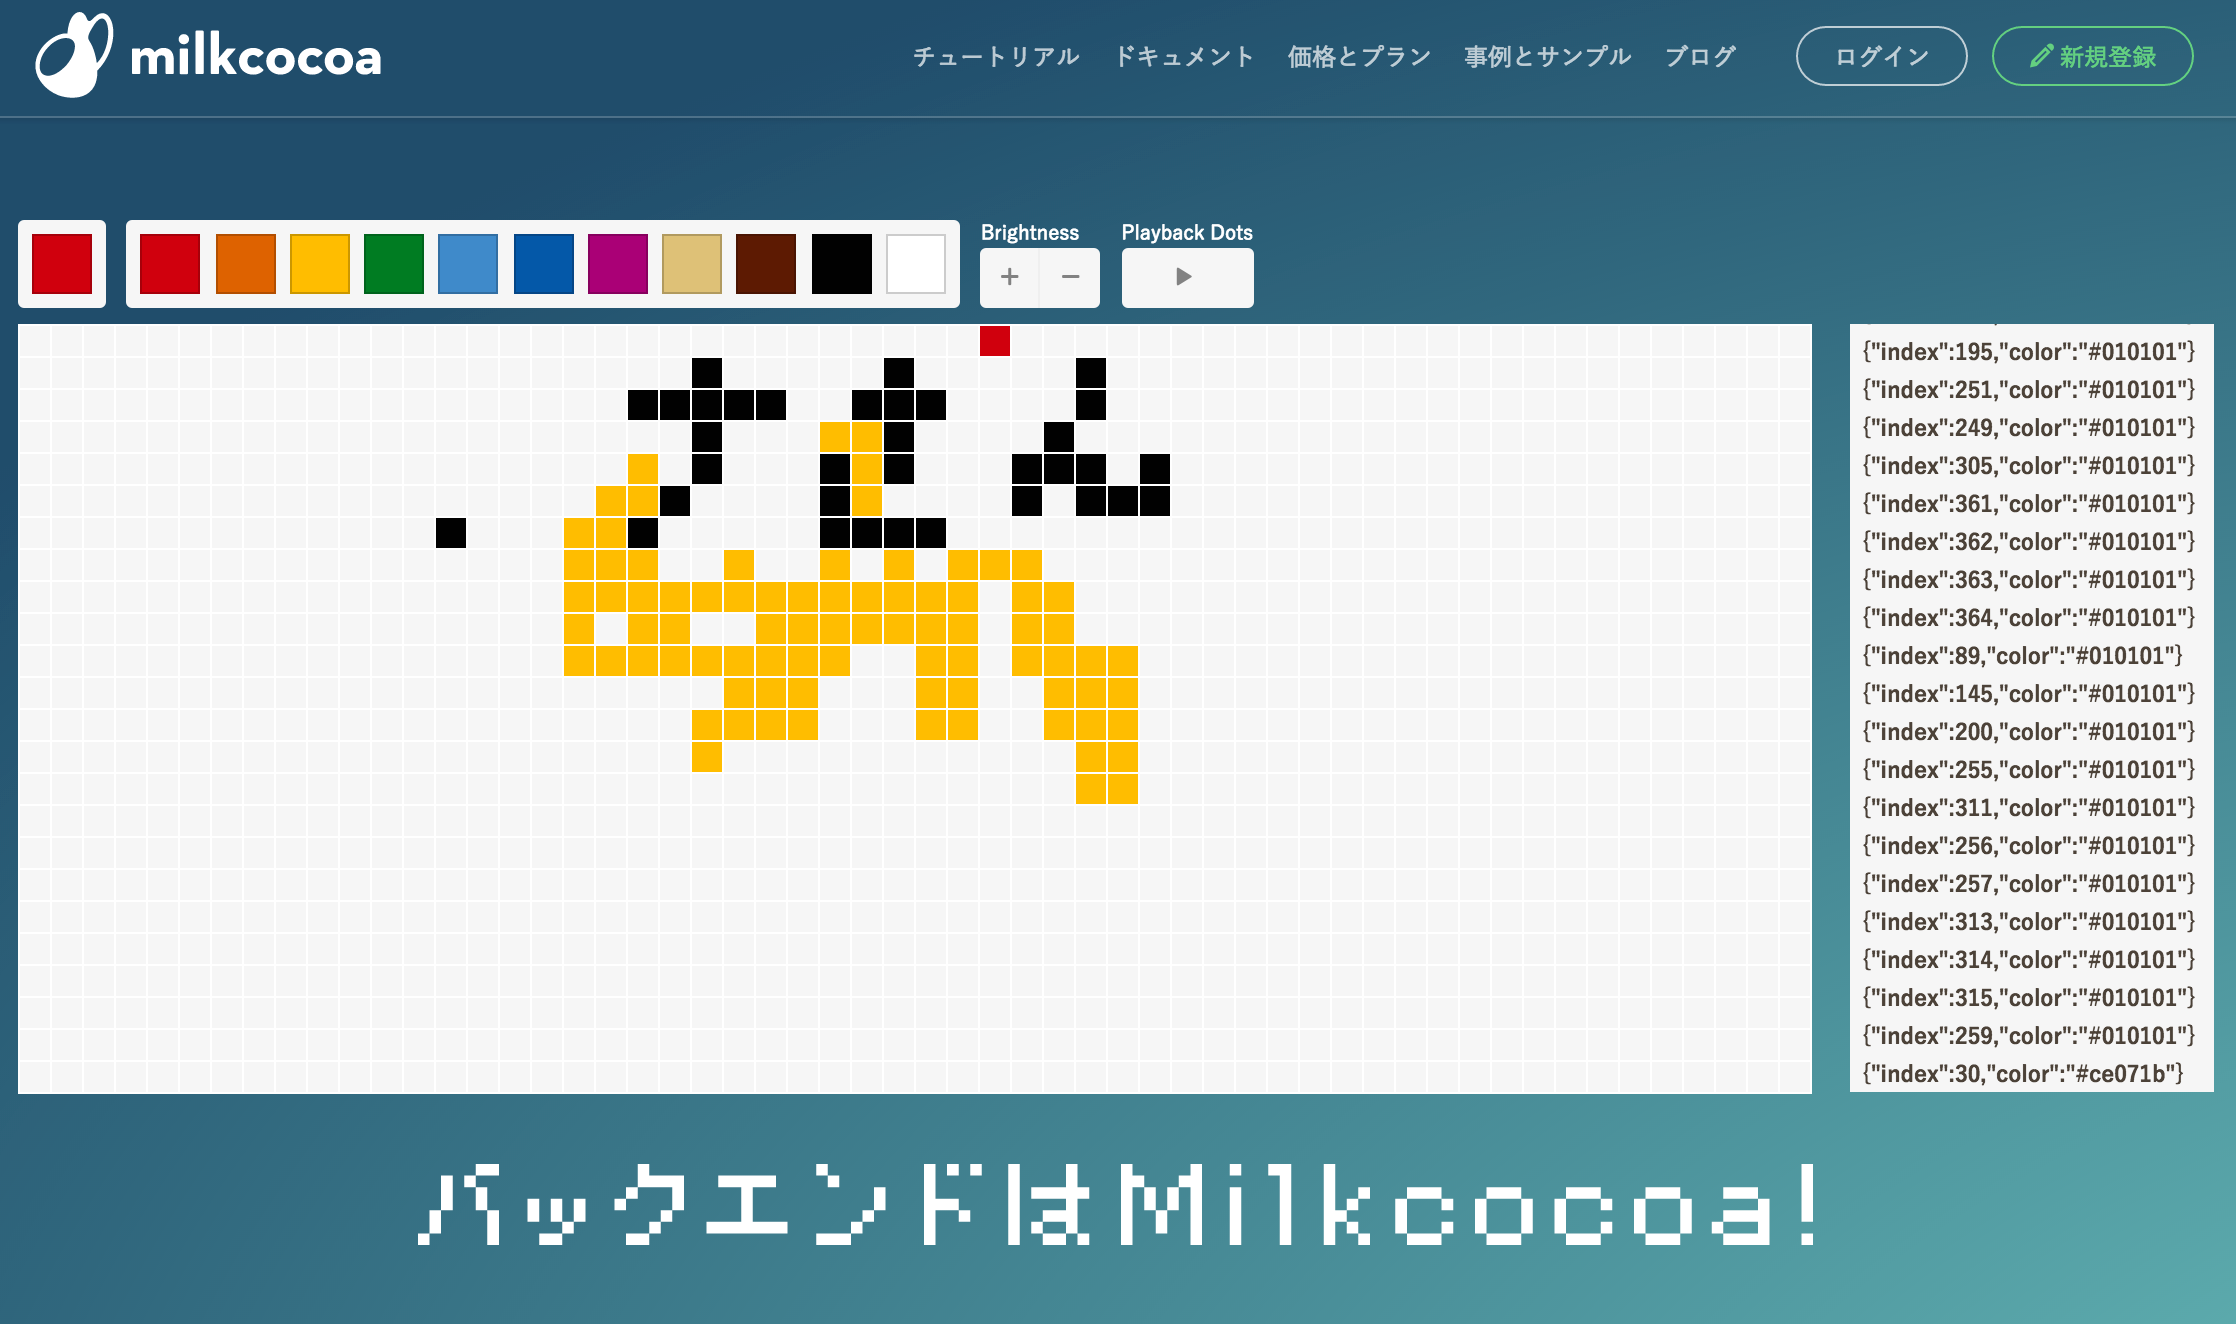 milkcocoa
チュートリアル ドキュメント 価格とプラン 事例とサンプル ブログ ログイン 新規登録
Brightness Playback Dots
+ −
ナセん
{"index":195,"color":"#010101"}
{"index":251,"color":"#010101"}
{"index":249,"color":"#010101"}
{"index":305,"color":"#010101"}
{"index":361,"color":"#010101"}
{"index":362,"color":"#010101"}
{"index":363,"color":"#010101"}
{"index":364,"color":"#010101"}
{"index":89,"color":"#010101"}
{"index":145,"color":"#010101"}
{"index":200,"color":"#010101"}
{"index":255,"color":"#010101"}
{"index":311,"color":"#010101"}
{"index":256,"color":"#010101"}
{"index":257,"color":"#010101"}
{"index":313,"color":"#010101"}
{"index":314,"color":"#010101"}
{"index":315,"color":"#010101"}
{"index":259,"color":"#010101"}
{"index":30,"color":"#ce071b"}
バックエンドはMilkcocoa!